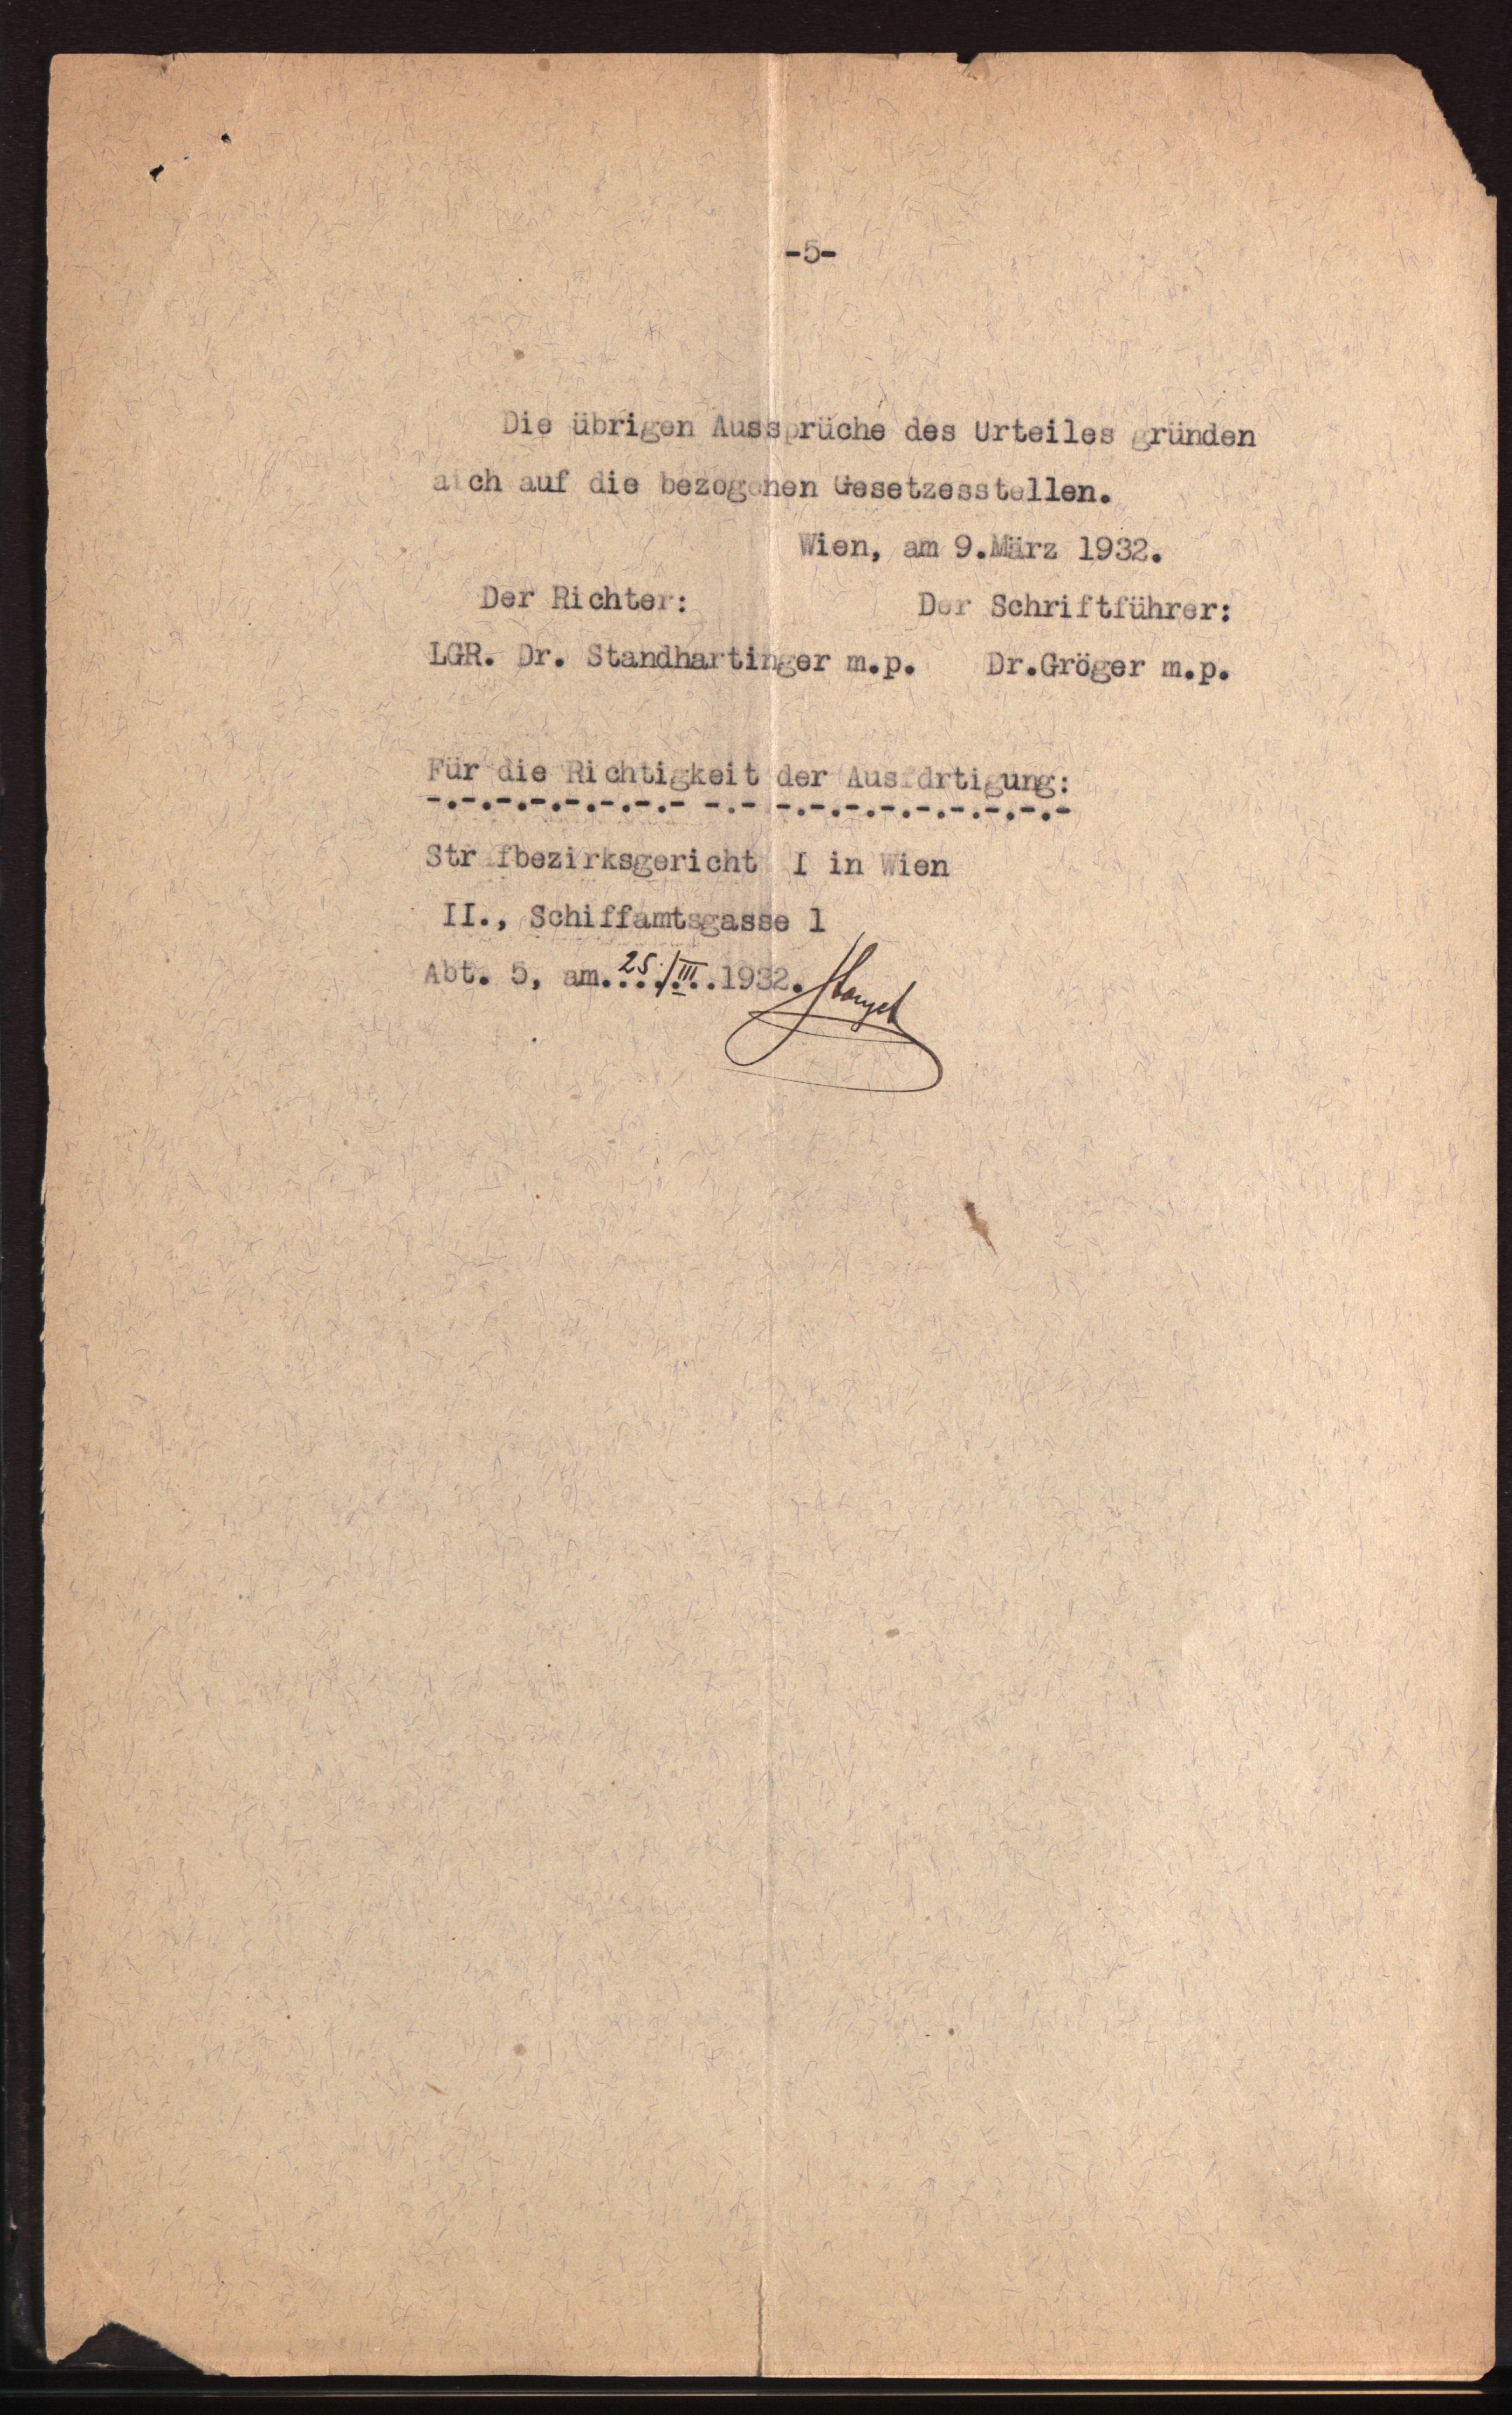 -5-
Die übrigen Aussprüche des Urteiles gründen
aich auf die bezogenen Gesetzesstellen.
Wien, am 9.März 1932.
Der Richter: Der Schriftführer:
LGR. Dr. Standhartinger m.p. Dr.Gröger m.p.
Für die Richtigkeit der Ausfdrtigung:
-.-.-.-.-.-.-.- -.- -.-.-.-.-.-.-.-.-
Strafbezirksgericht I in Wien
II., Schiffamtsgasse 1
Abt. 5, am 25./III. 1932.